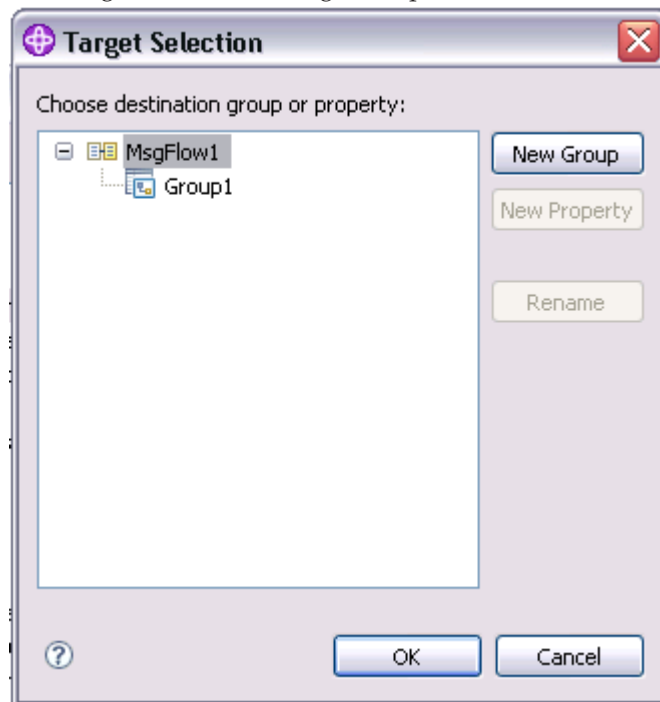 Target Selection
Choose destination group or property:
MsgFlow1
New Group
Group1
New Property
Rename
OK
Cancel